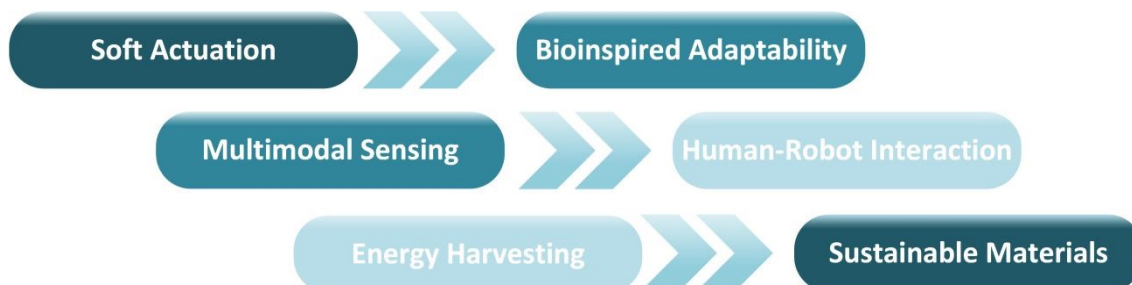 Soft Actuation
Bioinspired Adaptability
Multimodal Sensing
Human-Robot Interaction
Energy Harvesting
Sustainable Materials